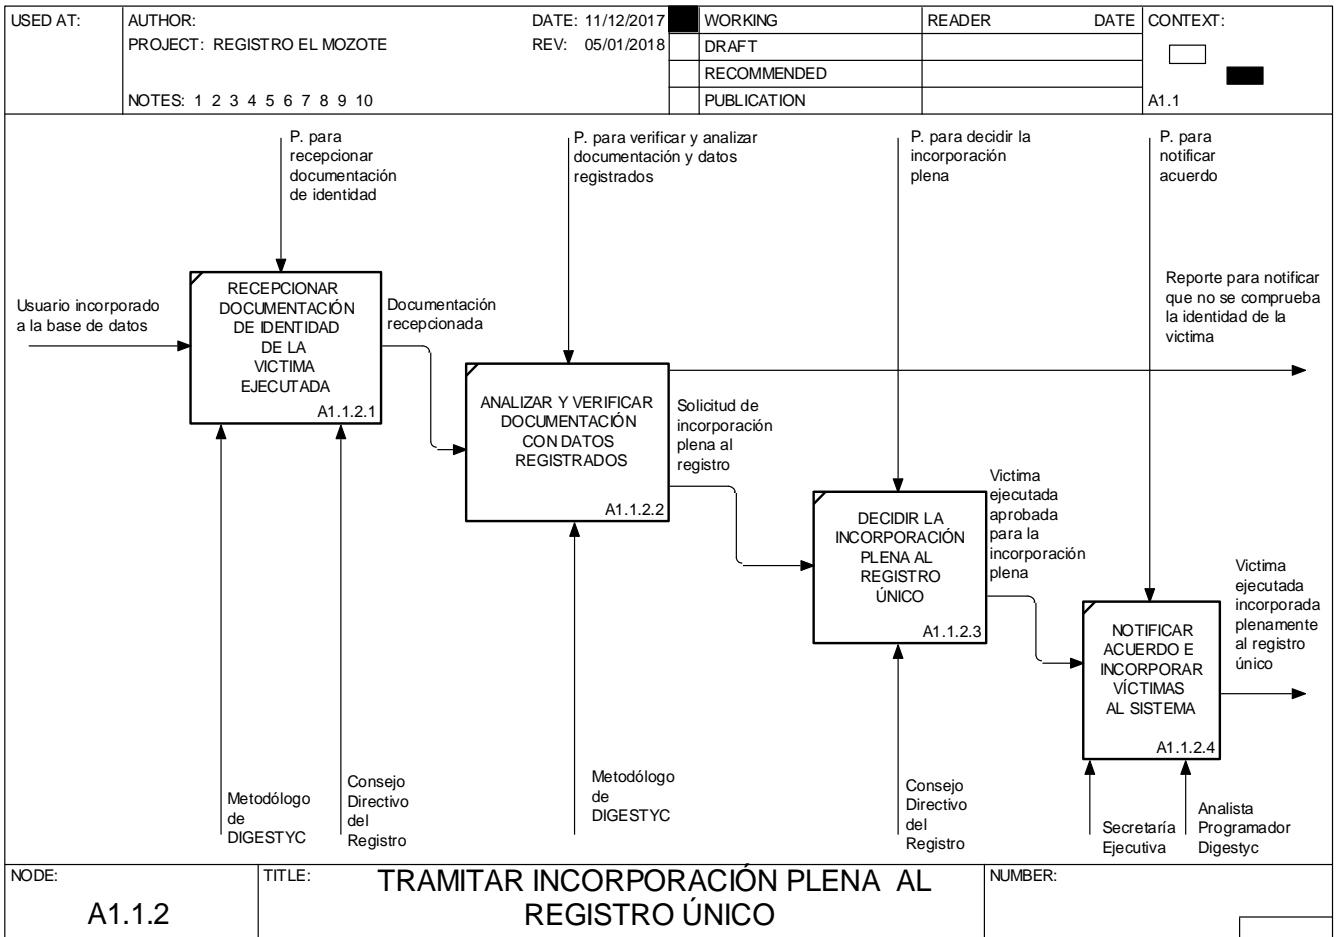 USED AT:
AUTHOR:
DATE: 11/12/2017
PROJECT: REGISTRO EL MOZOTE
REV: 05/01/2018
NOTES: 1 2 3 4 5 6 7 8 9 10
WORKING
DRAFT
RECOMMENDED
PUBLICATION
READER DATE
CONTEXT:
A1.1
P. para
recepcionar
documentación
de identidad
P. para verificar y analizar
documentación y datos
registrados
P. para decidir la
incorporación
plena
P. para
notificar
acuerdo
Usuario incorporado
a la base de datos
RECEPCIONAR
DOCUMENTACIÓN
DE IDENTIDAD
DE LA
VICTIMA
EJECUTADA
A1.1.2.1
Documentación
recepcionada
Reporte para notificar
que no se comprueba
la identidad de la
victima
ANALIZAR Y VERIFICAR
DOCUMENTACIÓN
CON DATOS
REGISTRADOS
A1.1.2.2
Solicitud de
incorporación
plena al
registro
DECIDIR LA
INCORPORACIÓN
PLENA AL
REGISTRO
ÚNICO
A1.1.2.3
Victima
ejecutada
aprobada
para la
incorporación
plena
NOTIFICAR
ACUERDO E
INCORPORAR
VÍCTIMAS
AL SISTEMA
A1.1.2.4
Victima
ejecutada
incorporada
plenamente
al registro
único
Metodólogo
de
DIGESTYC
Consejo
Directivo
del
Registro
Metodólogo
de
DIGESTYC
Consejo
Directivo
del
Registro
Secretaría
Ejecutiva
Analista
Programador
Digestyc
NODE:
A1.1.2
TITLE:
TRAMITAR INCORPORACIÓN PLENA AL
REGISTRO ÚNICO
NUMBER: